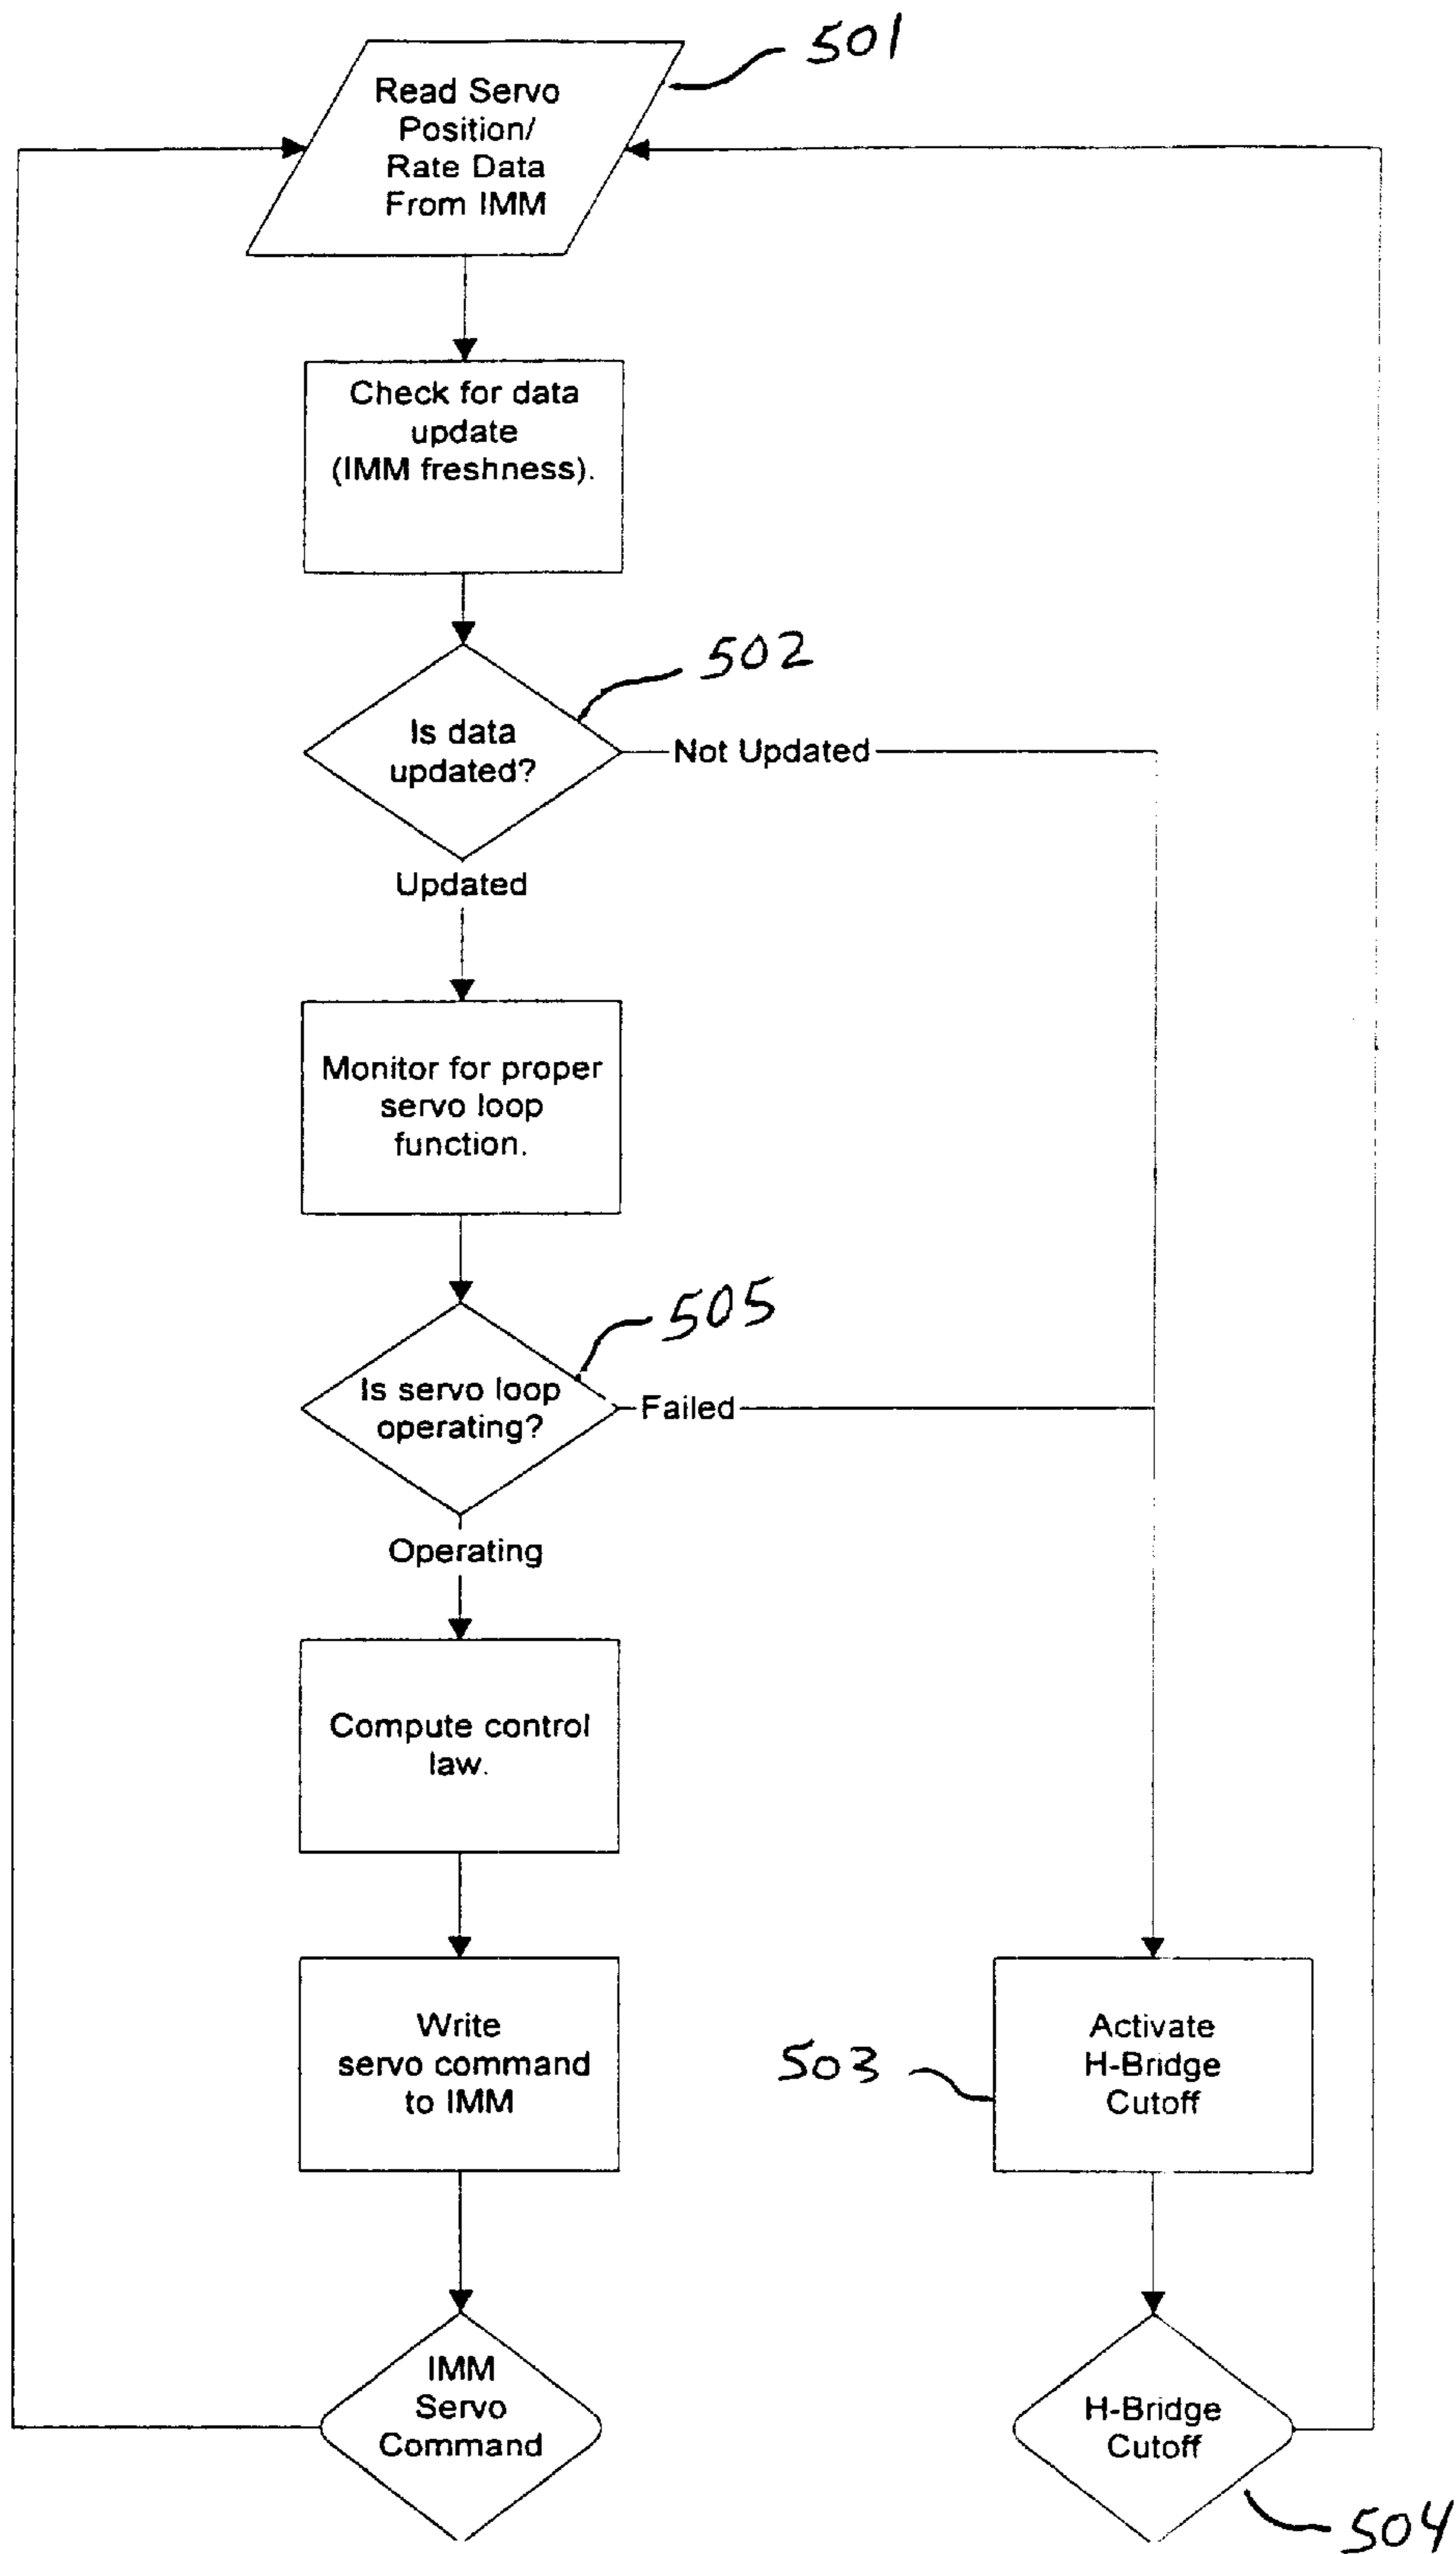 501
Read Servo
Position/
Rate Data
From IMM
Check for data
update
(IMM freshness).
502
Is data
updated?
Not Updated
Updated
Monitor for proper
servo loop
function.
505
Is servo loop
operating?
Failed
Operating
Compute control
law.
Write
servo command
to IMM
503
Activate
H-Bridge
Cutoff
IMM
Servo
Command
H-Bridge
Cutoff
504